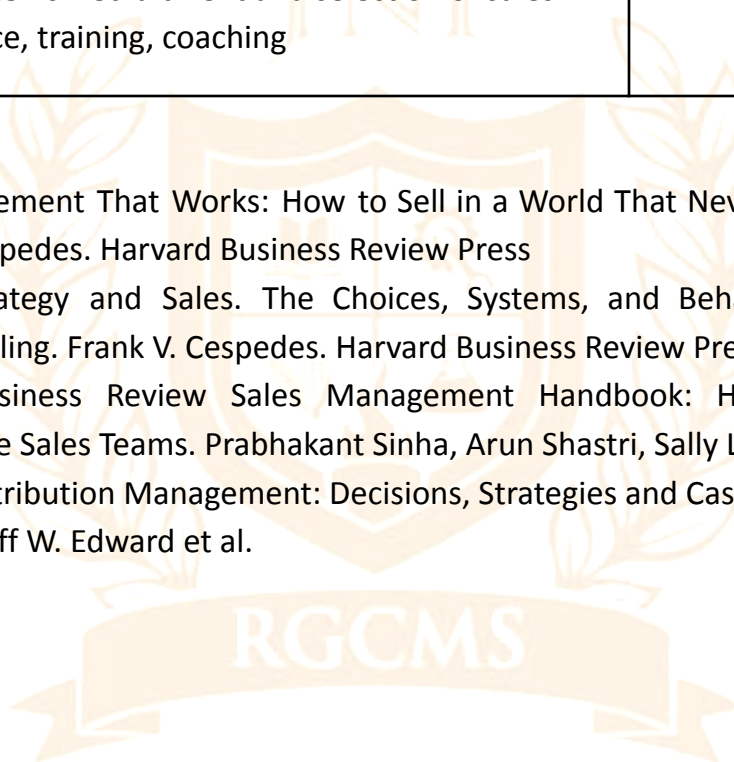 ce, training, coaching
INI
ement That Works: How to Sell in a World That Nev
pedes. Harvard Business Review Press
ategy and Sales. The Choices, Systems, and Beha
ling. Frank V. Cespedes. Harvard Business Review Pre
siness Review Sales Management Handbook: H
e Sales Teams. Prabhakant Sinha, Arun Shastri, Sally L
tribution Management: Decisions, Strategies and Cas
ff W. Edward et al.
RGCMS